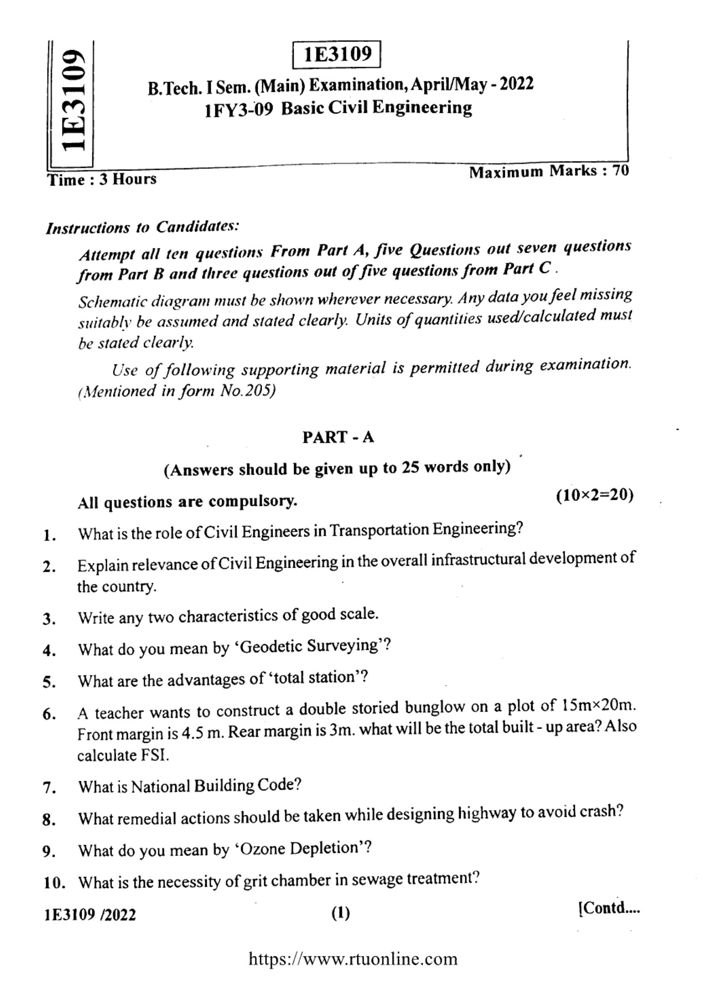 1E3109
1E3109
B.Tech. I Sem. (Main) Examination, April/May - 2022
1FY3-09 Basic Civil Engineering
Time : 3 Hours
Maximum Marks : 70
Instructions to Candidates:
Attempt all ten questions From Part A, five Questions out seven questions
from Part B and three questions out of five questions from Part C .
Schematic diagram must be shown wherever necessary. Any data you feel missing
suitably be assumed and stated clearly. Units of quantities used/calculated must
be stated clearly.
Use of following supporting material is permitted during examination.
(Mentioned in form No.205)
PART - A
(Answers should be given up to 25 words only)
All questions are compulsory.
(10×2=20)
1. What is the role of Civil Engineers in Transportation Engineering?
2. Explain relevance of Civil Engineering in the overall infrastructural development of
the country.
3. Write any two characteristics of good scale.
4. What do you mean by ‘Geodetic Surveying’?
5. What are the advantages of ‘total station’?
6. A teacher wants to construct a double storied bunglow on a plot of 15m×20m.
Front margin is 4.5 m. Rear margin is 3m. what will be the total built - up area? Also
calculate FSI.
7. What is National Building Code?
8. What remedial actions should be taken while designing highway to avoid crash?
9. What do you mean by ‘Ozone Depletion’?
10. What is the necessity of grit chamber in sewage treatment?
1E3109 /2022
(1)
[Contd....
https://www.rtuonline.com